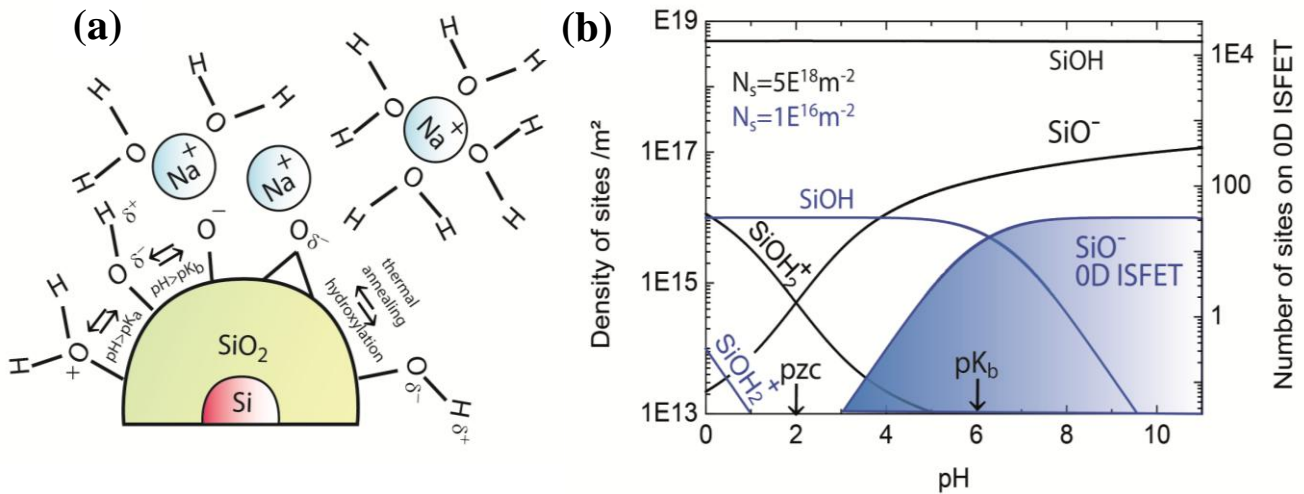 (a)
H
H
O
H
O
H
Na
+
H
O
H
Na
+
H
O
H
O
H
H
O
Na
+
O
H
H
O
H
H
H δ+
O δ−
pH>pKb
O−
O δ−
thermal
annealing
hydroxylation
H
H
O
+
pH>pKa
SiO2
Si
O
δ−
H
δ+
(b)
Density of sites /m²
1E19
1E17
1E15
1E13
Ns=5E18m-2
Ns=1E16m-2
SiOH
SiO−
SiOH
SiOH2+
SiO−
0D ISFET
SiOH2+
pzc
pKb
0 2 4 6 8 10
pH
1E4
100
1
Number of sites on 0D ISFET